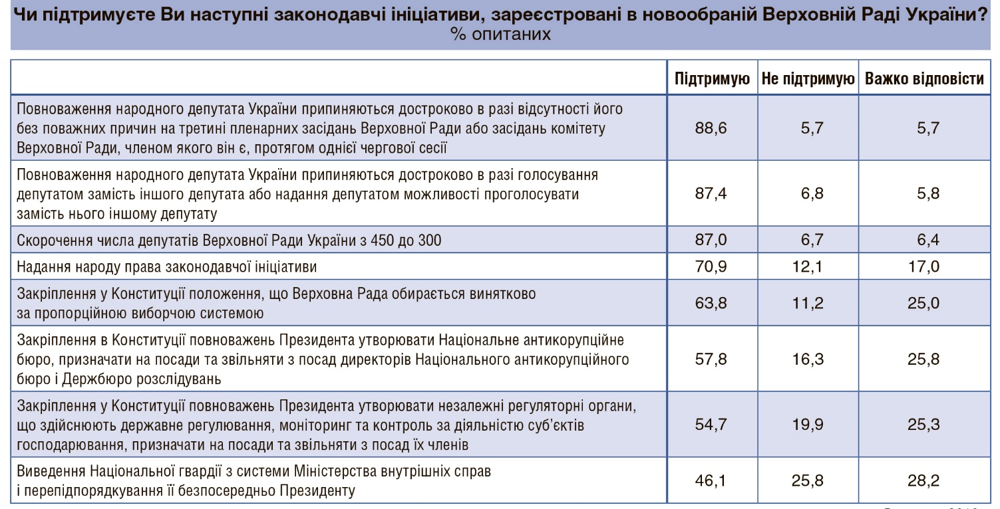 Чи підтримуєте Ви наступні законодавчі ініціативи, зареєстровані в новообраній Верховній Раді України?
% опитаних
Підтримую Не підтримую Важко відповісти
Повноваження народного депутата України припиняються достроково в разі відсутності його
без поважних причин на третині пленарних засідань Верховної Ради або засідань комітету
Верховної Ради, членом якого він є, протягом однієї чергової сесії
88,6 5,7 5,7
Повноваження народного депутата України припиняються достроково в разі голосування
депутатом замість іншого депутата або надання депутатом можливості проголосувати
замість нього іншому депутату
87,4 6,8 5,8
Скорочення числа депутатів Верховної Ради України з 450 до 300 87,0 6,7 6,4
Надання народу права законодавчої ініціативи 70,9 12,1 17,0
Закріплення у Конституції положення, що Верховна Рада обирається винятково
за пропорційною виборчою системою
63,8 11,2 25,0
Закріплення в Конституції повноважень Президента утворювати Національне антикорупційне
бюро, призначати на посади та звільняти з посад директорів Національного антикорупційного
бюро і Держбюро розслідувань
57,8 16,3 25,8
Закріплення у Конституції повноважень Президента утворювати незалежні регуляторні органи,
що здійснюють державне регулювання, моніторинг та контроль за діяльністю суб’єктів
господарювання, призначати на посади та звільняти з посад їх членів
54,7 19,9 25,3
Виведення Національної гвардії з системи Міністерства внутрішніх справ
і перепідпорядкування її безпосередньо Президенту
46,1 25,8 28,2